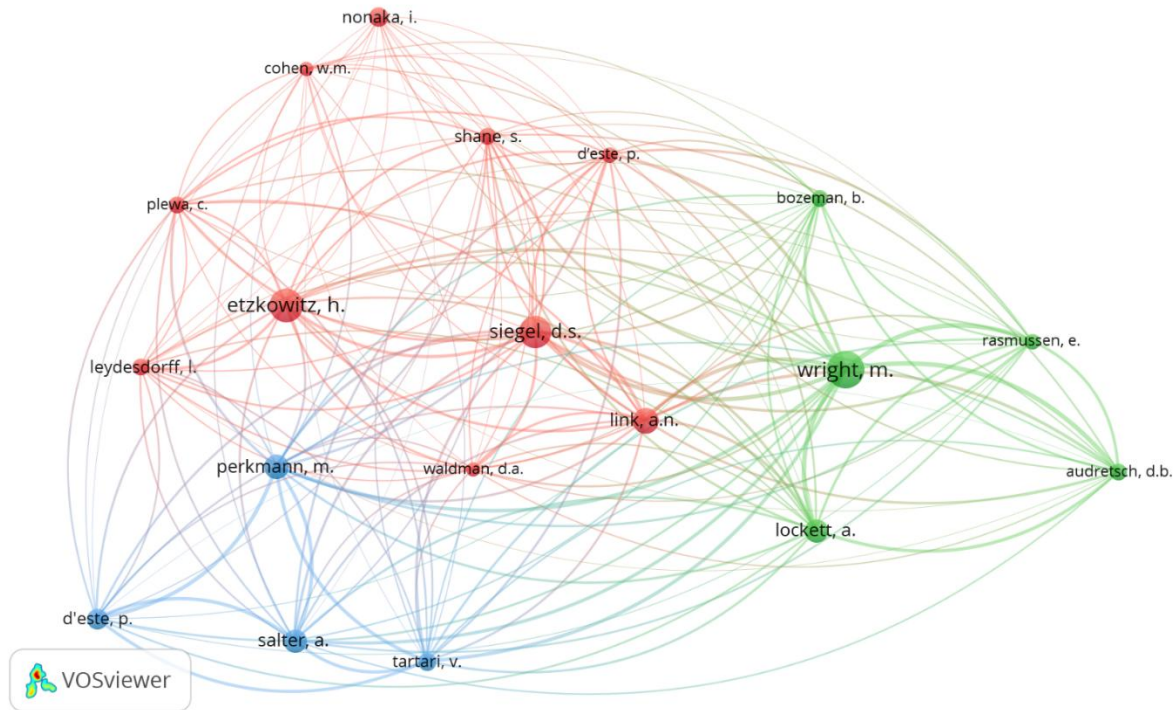 nonaka, i.
cohen, w.m.
shane, s.
d’este, p.
plewa, c.
bozeman, b.
etzkowitz, h.
siegel, d.s.
rasmussen, e.
leydesdorff, l.
wright, m.
link, a.n.
perkmann, m.
waldman, d.a.
audretsch, d.b.
lockett, a.
d'este, p.
salter, a.
tartari, v.
VOSviewer